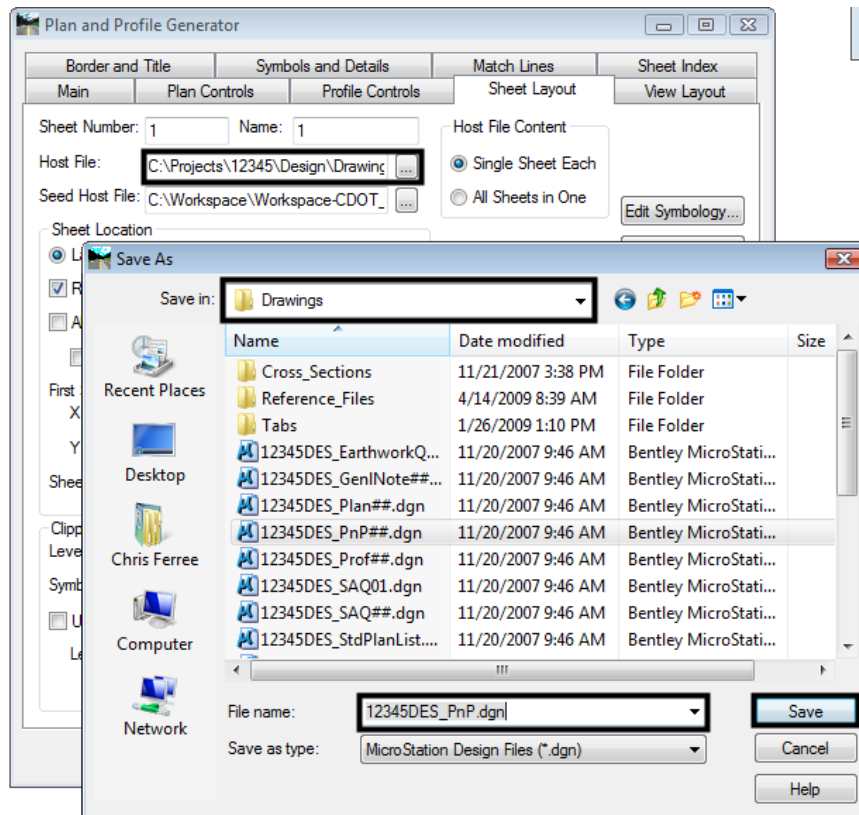 Plan and Profile Generator
Border and Title Symbols and Details Match Lines Sheet Index
Main Plan Controls Profile Controls Sheet Layout View Layout
Sheet Number: 1 Name: 1 Host File Content
Host File: C:\Projects\12345\Design\Drawing ... Single Sheet Each
Seed Host File: C:\Workspace\Workspace-CDOT_ ... All Sheets in One
Edit Symbology...
Sheet Location
Save As
Save in: Drawings
Name Date modified Type Size
Cross_Sections 11/21/2007 3:38 PM File Folder
Recent Places Reference_Files 4/14/2009 8:39 AM File Folder
First Tabs 1/26/2009 1:10 PM File Folder
X
12345DES_EarthworkQ... 11/20/2007 9:46 AM Bentley MicroStati...
Y
Desktop 12345DES_GenlNote##... 11/20/2007 9:46 AM Bentley MicroStati...
Shee
12345DES_Plan##.dgn 11/20/2007 9:46 AM Bentley MicroStati...
Clipp 12345DES_PnP##.dgn 11/20/2007 9:46 AM Bentley MicroStati...
Leve Chris Ferree 12345DES_Prof##.dgn 11/20/2007 9:46 AM Bentley MicroStati...
Symb 12345DES_SAQ01.dgn 11/20/2007 9:46 AM Bentley MicroStati...
U 12345DES_SAQ##.dgn 11/20/2007 9:46 AM Bentley MicroStati...
Computer 12345DES_StdPlanList.... 11/20/2007 9:46 AM Bentley MicroStati...
Le
Network
File name: 12345DES_PnP.dgn Save
Save as type: MicroStation Design Files (*.dgn) Cancel
Help